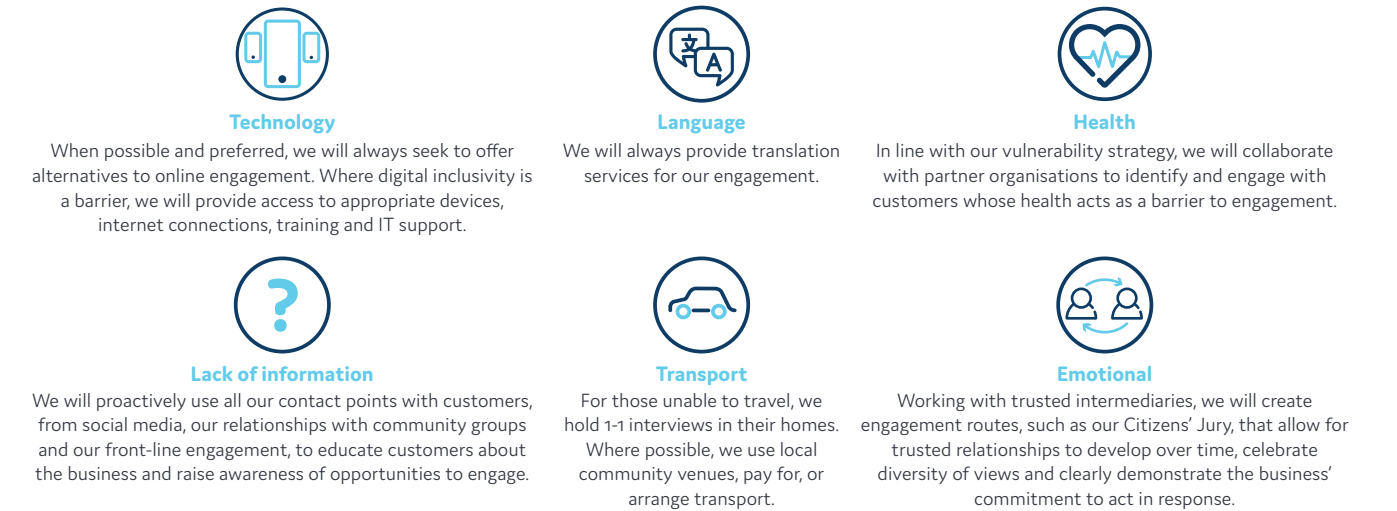 文
A
Technology
When possible and preferred, we will always seek to offer
alternatives to online engagement. Where digital inclusivity is
a barrier, we will provide access to appropriate devices,
internet connections, training and IT support.
Language
We will always provide translation
services for our engagement.
Health
In line with our vulnerability strategy, we will collaborate
with partner organisations to identify and engage with
customers whose health acts as a barrier to engagement.
?
Lack of information
We will proactively use all our contact points with customers,
from social media, our relationships with community groups
and our front-line engagement, to educate customers about
the business and raise awareness of opportunities to engage.
Transport
For those unable to travel, we
hold 1-1 interviews in their homes.
Where possible, we use local
community venues, pay for, or
arrange transport.
Emotional
Working with trusted intermediaries, we will create
engagement routes, such as our Citizens’ Jury, that allow for
trusted relationships to develop over time, celebrate
diversity of views and clearly demonstrate the business’
commitment to act in response.